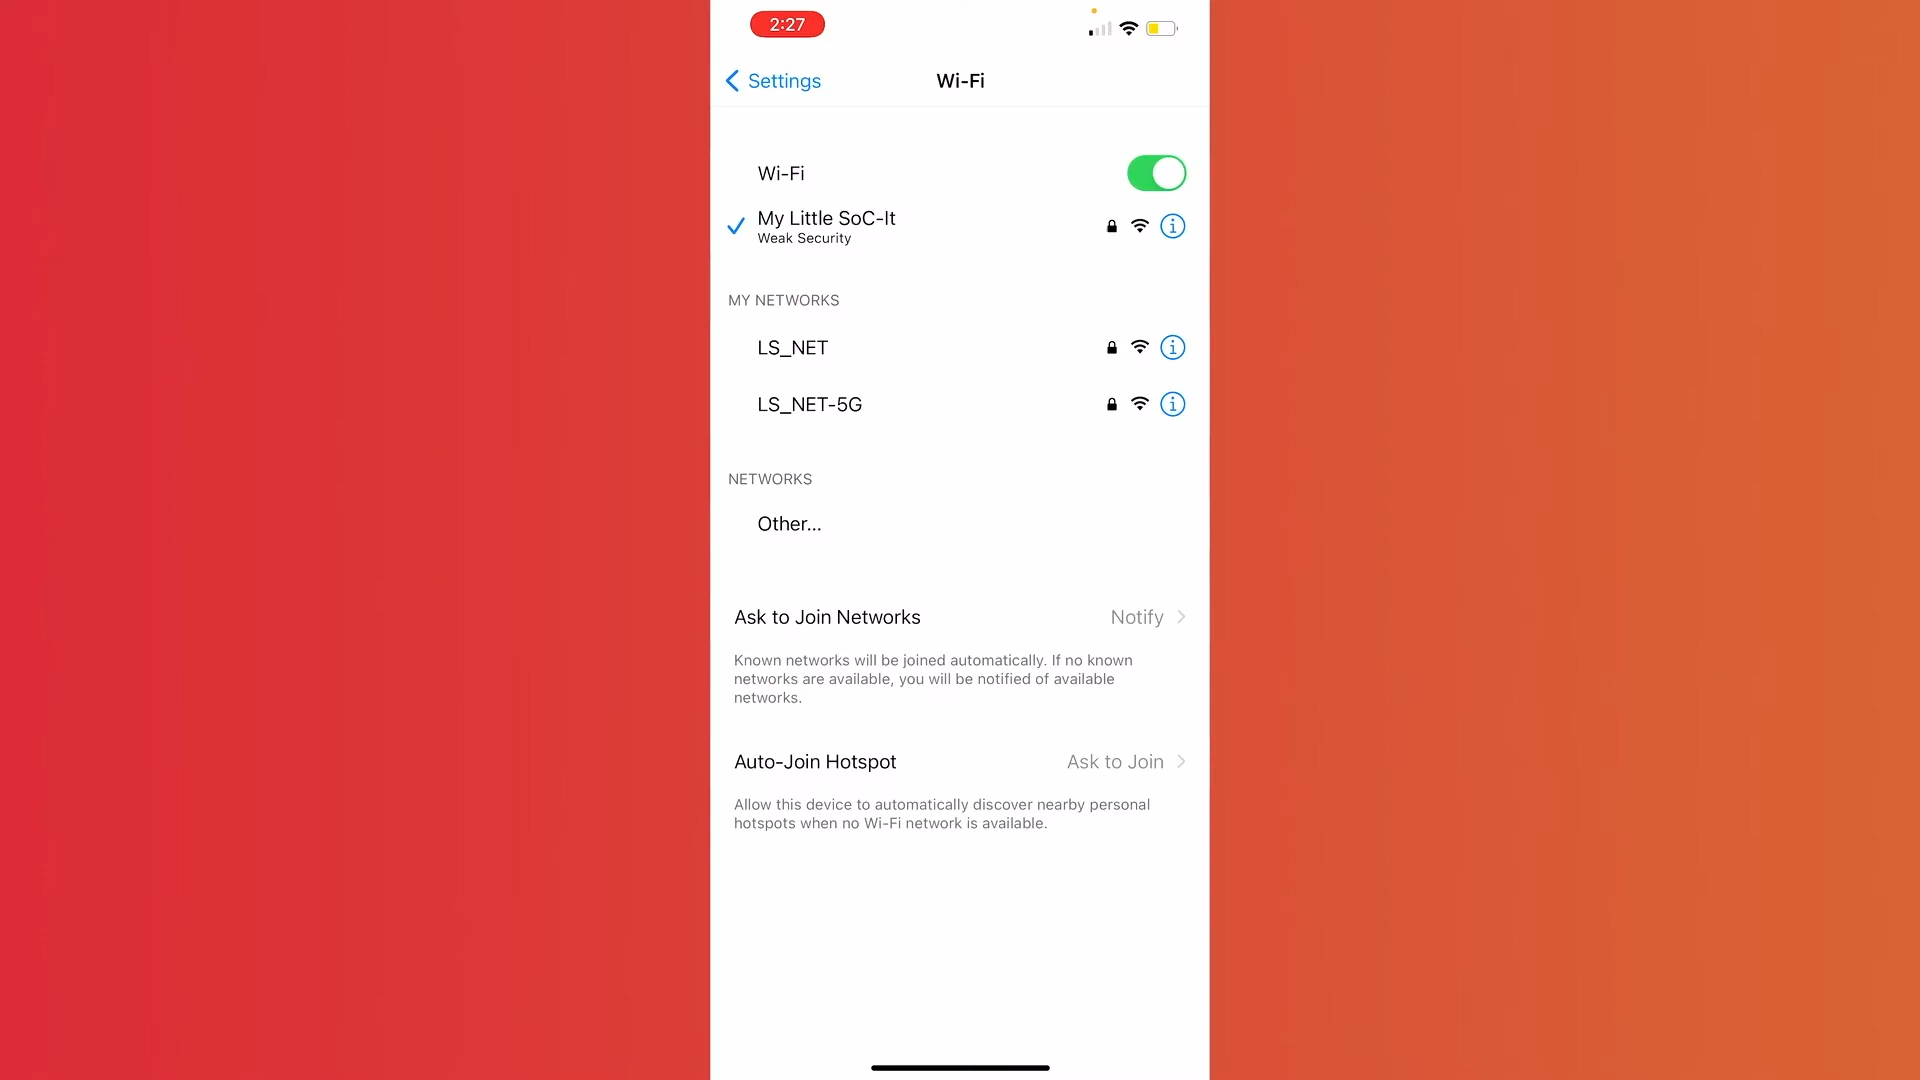 2:27
Settings
Wi-Fi
Wi-Fi
My Little SoC-It
Weak Security
MY NETWORKS
LS_NET
LS_NET-5G
NETWORKS
Other...
Ask to Join Networks Notify
Known networks will be joined automatically. If no known
networks are available, you will be notified of available
networks.
Auto-Join Hotspot Ask to Join
Allow this device to automatically discover nearby personal
hotspots when no Wi-Fi network is available.